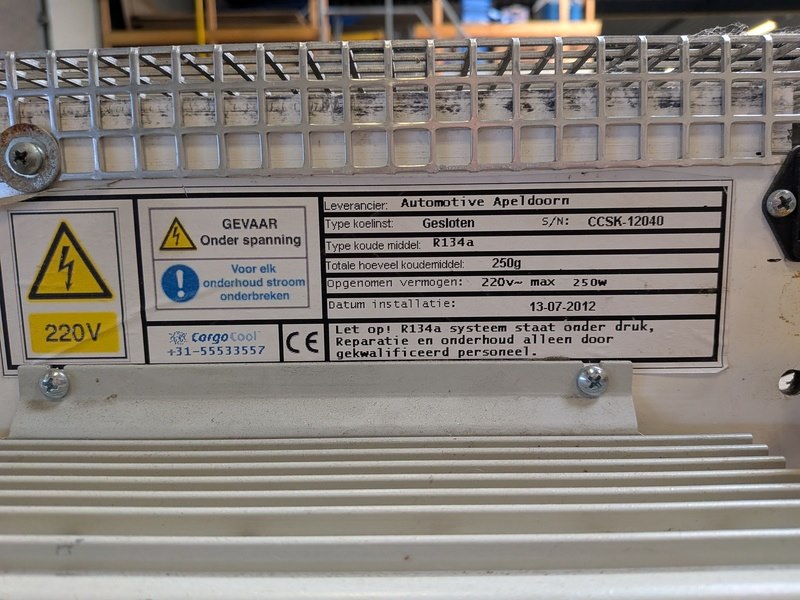 220V
GEVAAR
Onder spanning
Voor elk
onderhoud stroom
onderbreken
CargoCool
+31-55533557
CE
Leverancier: Automotive Apeldoorn
Type koelinst: Gesloten S/N: CCSK-12040
Type koude middel: R134a
Totale hoeveel koudemiddel: 250g
Opgenomen vermogen: 220v~ max 250w
Datum installatie: 13-07-2012
Let op! R134a systeem staat onder druk,
Reparatie en onderhoud alleen door
gekwalificeerd personeel.